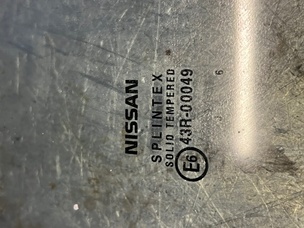 NISSAN
SPLINTEX
SOLID TEMPERED
E6 43R-00049
6